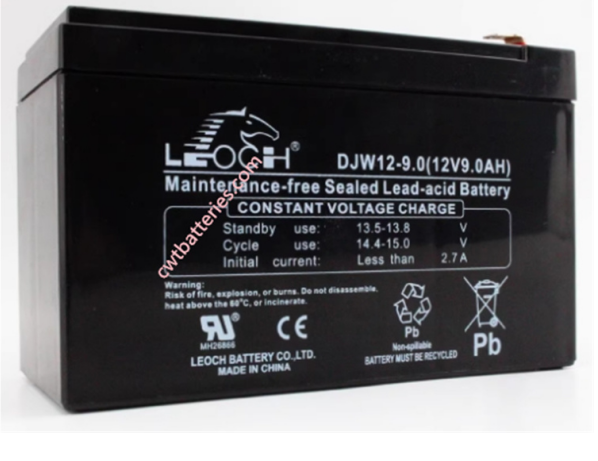 LEOCH®
DJW12-9.0(12V9.0AH)
Maintenance-free Sealed Lead-acid Battery
CONSTANT VOLTAGE CHARGE
Standby use: 13.5-13.8 V
Cycle use: 14.4-15.0 V
Initial current: Less than 2.7A
cwtbatteries.com
Warning:
Risk of fire, explosion, or burns. Do not disassemble,
heat above the 60°C, or incinerate.
MH26866
CE
Pb
Non-spillable
BATTERY MUST BE RECYCLED
Pb
LEOCH BATTERY CO.,LTD.
MADE IN CHINA